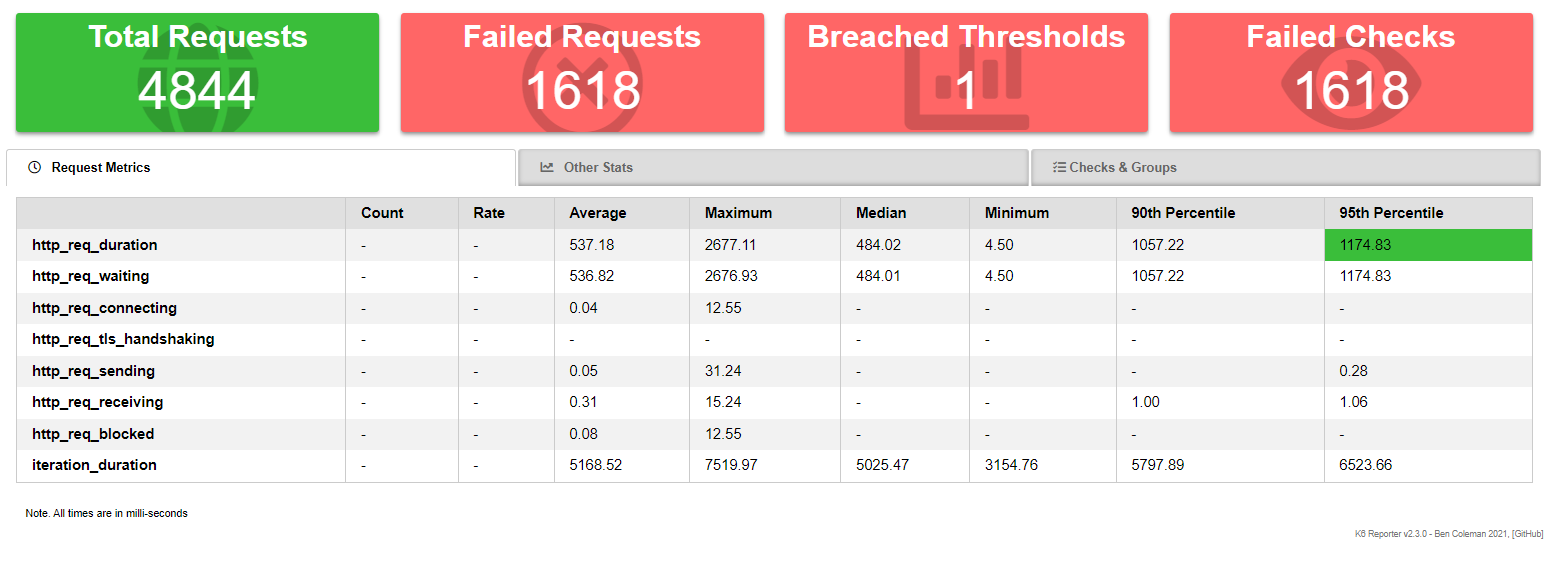 Total Requests Failed Requests Breached Thresholds Failed Checks
4844 1618 1 1618
Request Metrics Other Stats Checks & Groups
Count Rate Average Maximum Median Minimum 90th Percentile 95th Percentile
http_req_duration - - 537.18 2677.11 484.02 4.50 1057.22 1174.83
http_req_waiting - - 536.82 2676.93 484.01 4.50 1057.22 1174.83
http_req_connecting - - 0.04 12.55 - - - -
http_req_tls_handshaking - - - - - - - -
http_req_sending - - 0.05 31.24 - - - 0.28
http_req_receiving - - 0.31 15.24 - - 1.00 1.06
http_req_blocked - - 0.08 12.55 - - - -
iteration_duration - - 5168.52 7519.97 5025.47 3154.76 5797.89 6523.66
Note. All times are in milli-seconds
K6 Reporter v2.3.0 - Ben Coleman 2021, [GitHub]